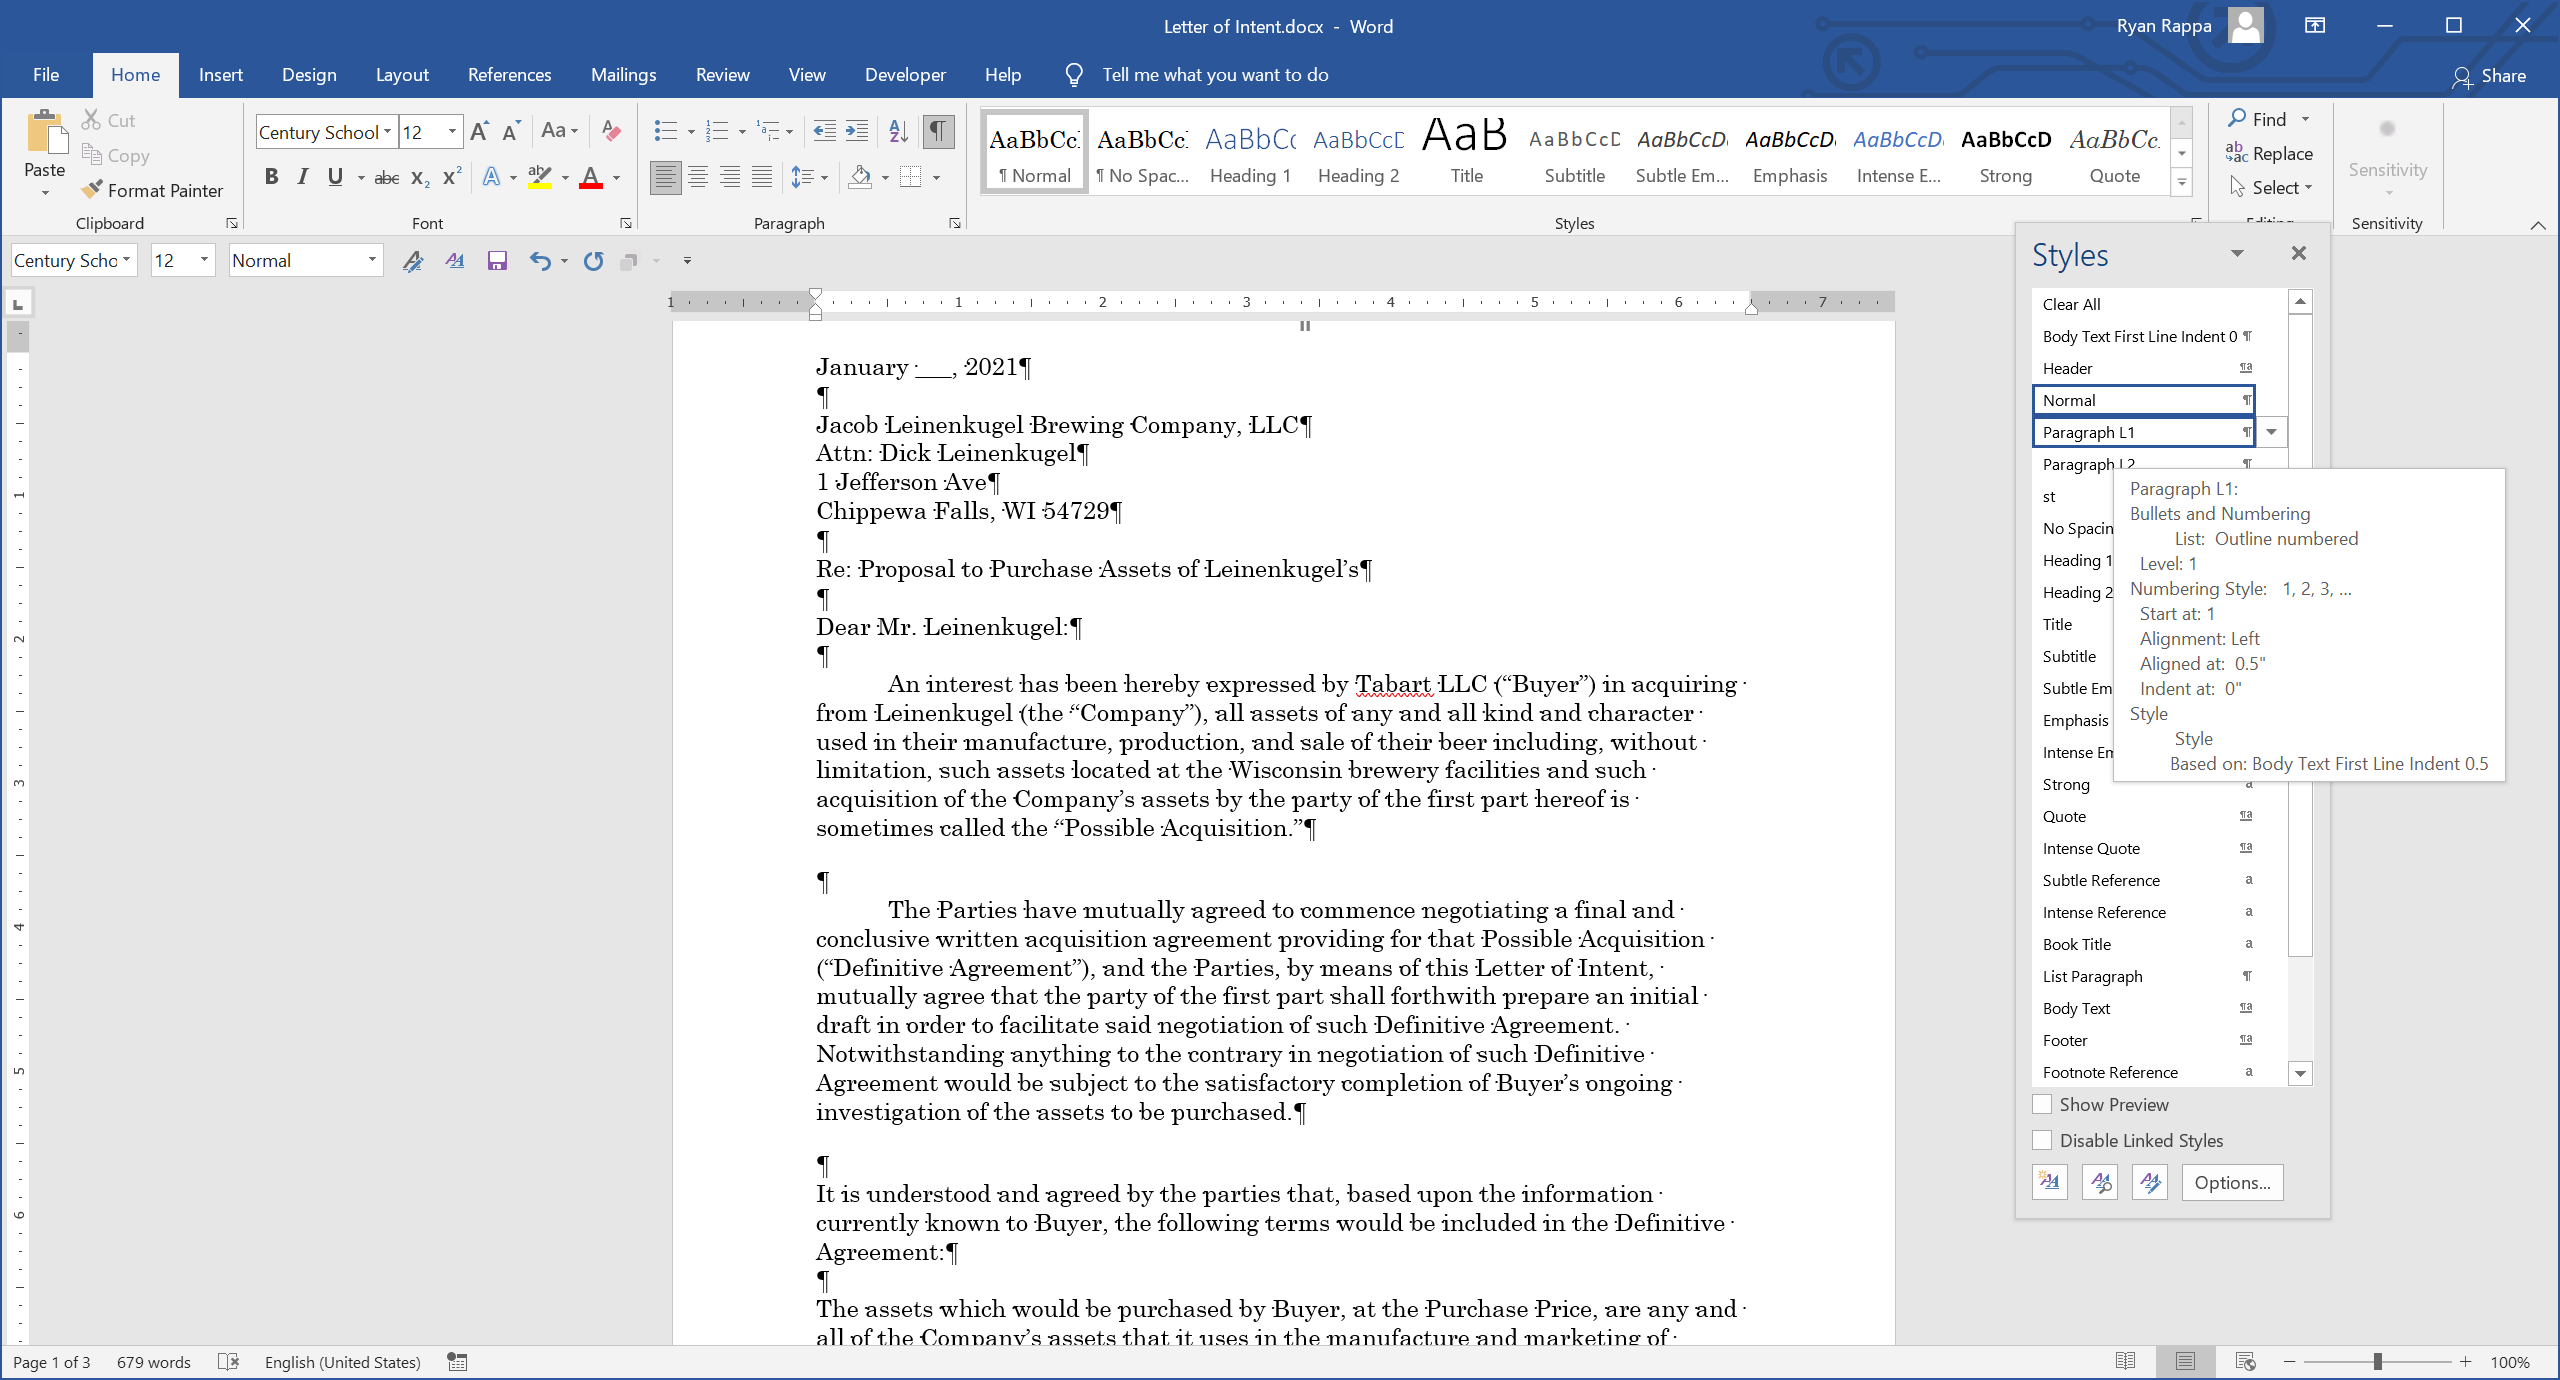 Letter of Intent.docx - Word
Ryan Rappa
File Home Insert Design Layout References Mailings Review View Developer Help Tell me what you want to do
Share
Paste
Cut
Copy
Format Painter
Clipboard
Century School 12
Font
Paragraph
AaBbCc AaBbCc AaBbCc AaBbCcD AaB AaBbCcD AaBbCcD AaBbCcD AaBbCcD AaBbCcD AaBbCc
¶ Normal ¶ No Spac... Heading 1 Heading 2 Title Subtitle Subtle Em... Emphasis Intense E... Strong Quote
Styles
Find
Replace
Select
Sensitivity
Sensitivity
Century Scho 12 Normal
1 1 2 3 4 5 6 7
January ___, 2021¶
¶
Jacob Leinenkugel Brewing Company, LLC¶
Attn: Dick Leinenkugel¶
1 Jefferson Ave¶
Chippewa Falls, WI 54729¶
¶
Re: Proposal to Purchase Assets of Leinenkugel’s¶
¶
Dear Mr. Leinenkugel:¶
¶
An interest has been hereby expressed by Tabart LLC (“Buyer”) in acquiring
from Leinenkugel (the “Company”), all assets of any and all kind and character
used in their manufacture, production, and sale of their beer including, without
limitation, such assets located at the Wisconsin brewery facilities and such
acquisition of the Company’s assets by the party of the first part hereof is
sometimes called the “Possible Acquisition.”¶
¶
The Parties have mutually agreed to commence negotiating a final and
conclusive written acquisition agreement providing for that Possible Acquisition
(“Definitive Agreement”), and the Parties, by means of this Letter of Intent,
mutually agree that the party of the first part shall forthwith prepare an initial
draft in order to facilitate said negotiation of such Definitive Agreement.
Notwithstanding anything to the contrary in negotiation of such Definitive
Agreement would be subject to the satisfactory completion of Buyer’s ongoing
investigation of the assets to be purchased.¶
¶
It is understood and agreed by the parties that, based upon the information
currently known to Buyer, the following terms would be included in the Definitive
Agreement:¶
¶
The assets which would be purchased by Buyer, at the Purchase Price, are any and
all of the Company’s assets that it uses in the manufacture and marketing of
Styles
Clear All
Body Text First Line Indent 0 ¶
Header ¶a
Normal ¶
Paragraph L1 ¶
Paragraph L2 ¶
st
No Spacin
Heading 1
Heading 2
Title
Subtitle
Subtle Em
Emphasis
Intense Em
Strong a
Quote ¶a
Intense Quote ¶a
Subtle Reference a
Intense Reference a
Book Title a
List Paragraph ¶
Body Text ¶a
Footer ¶a
Footnote Reference a
Show Preview
Disable Linked Styles
Options...
Paragraph L1:
Bullets and Numbering
List: Outline numbered
Level: 1
Numbering Style: 1, 2, 3, ...
Start at: 1
Alignment: Left
Aligned at: 0.5"
Indent at: 0"
Style
Style
Based on: Body Text First Line Indent 0.5
Page 1 of 3 679 words English (United States) 100%